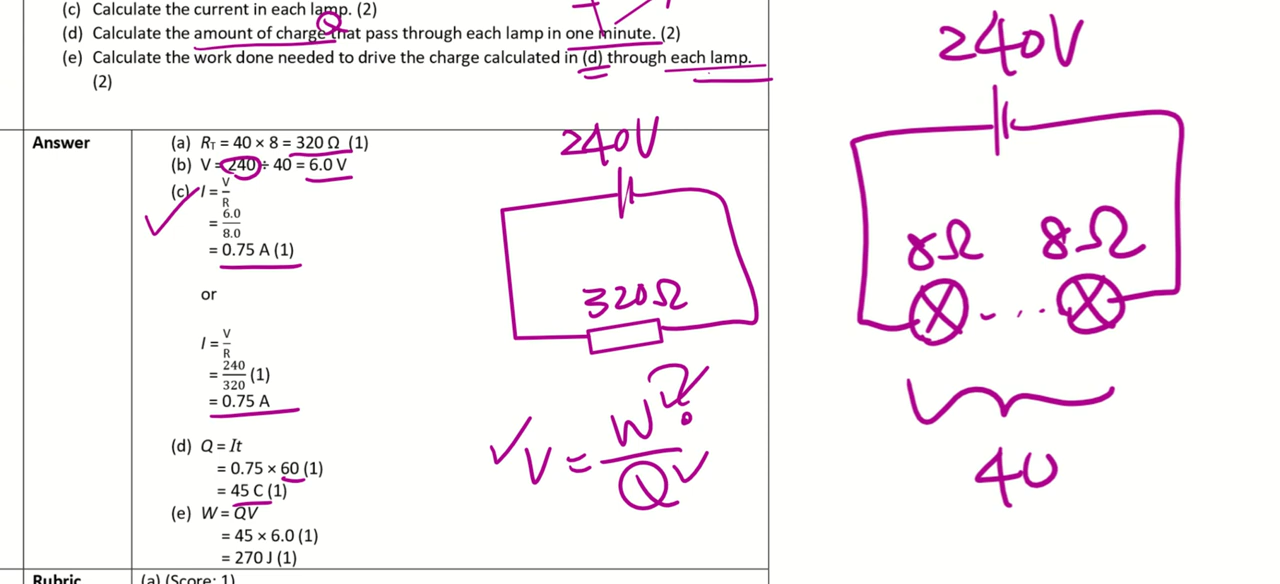 (c) Calculate the current in each lamp. (2)
(d) Calculate the amount of charge that pass through each lamp in one minute. (2)
(e) Calculate the work done needed to drive the charge calculated in (d) through each lamp.
(2)
Answer
(a) R_T = 40 × 8 = 320 Ω (1)
(b) V = 240 ÷ 40 = 6.0 V
(c) I = V/R
= 6.0/8.0
= 0.75 A (1)
or
I = V/R
= 240/320 (1)
= 0.75 A
(d) Q = It
= 0.75 × 60 (1)
= 45 C (1)
(e) W = QV
= 45 × 6.0 (1)
= 270 J (1)
Rubric
(a) (Score: 1)
Q
240V
320Ω
✓ V = W?/Q✓
240V
8Ω 8Ω
...
40